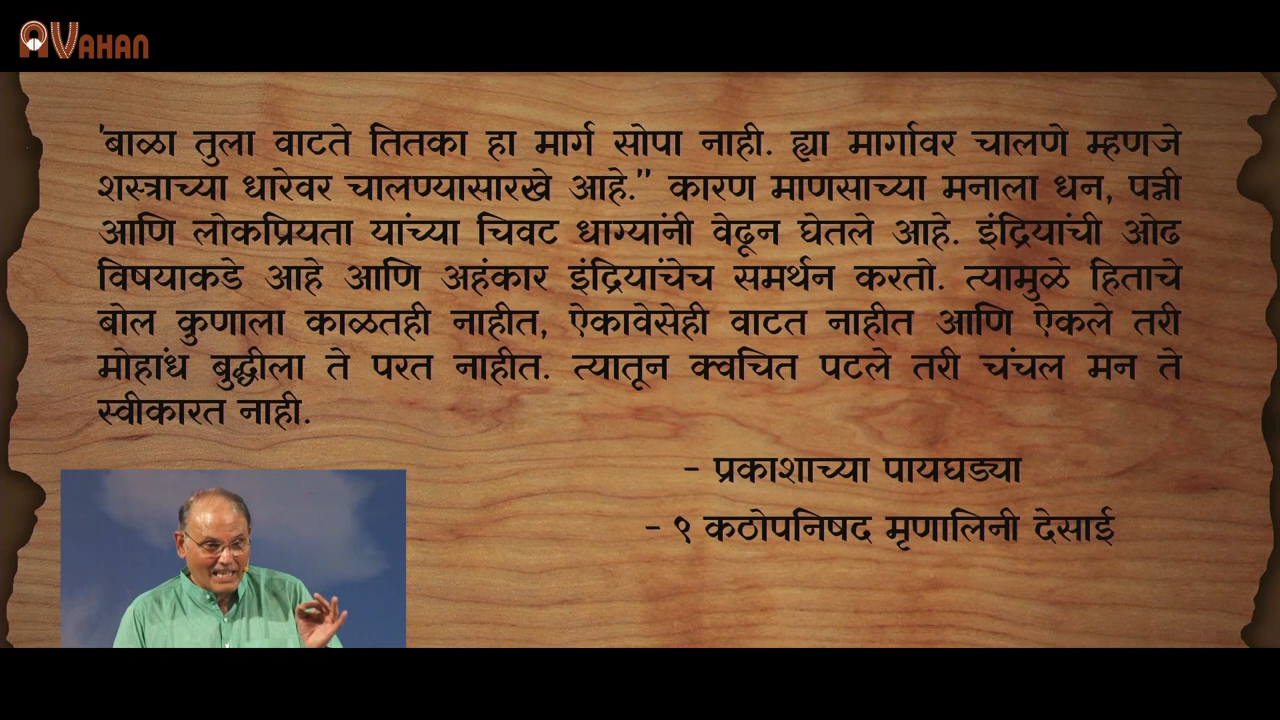 AVAHAN
'बाळा तुला वाटते तितका हा मार्ग सोपा नाही. ह्या मार्गावर चालणे म्हणजे
शस्त्राच्या धारेवर चालण्यासारखे आहे." कारण माणसाच्या मनाला धन, पत्नी
आणि लोकप्रियता यांच्या चिवट धाग्यांनी वेढून घेतले आहे. इंद्रियांची ओढ
विषयाकडे आहे आणि अहंकार इंद्रियांचेच समर्थन करतो. त्यामुळे हिताचे
बोल कुणाला काळतही नाहीत, ऐकावेसेही वाटत नाहीत आणि ऐकले तरी
मोहांध बुद्धीला ते परत नाहीत. त्यातून क्वचित पटले तरी चंचल मन ते
स्वीकारत नाही.
- प्रकाशाच्या पायघड्या
- १ कठोपनिषद मृणालिनी देसाई